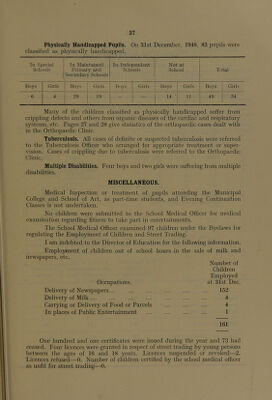 27
Physically Handicapped Pupils. On 31st December, 1948, 83 pupils were
classified as physically handicapped.
In Special Schools In Maintained Primary and Secondary Schools In Independent Schools Not at School Total
Boys Girls Boys Girls Boys Girls Boys Girls Boys Girls
6 4 29 19 — — 14 11 49 34
Many of the children classified as physically handicapped suffer from
crippling defects and others from organic diseases of the cardiac and respiratory
systems, etc. Pages 27 and 28 give statistics of the orthopædic cases dealt with
in the Orthopædic Clinic.
Tuberculosis. All cases of definite or suspected tuberculosis were referred
to the Tuberculosis Officer who arranged for appropriate treatment or super-
vision. Cases of crippling due to tuberculosis were referred to the Orthopædic
Clinic.
Multiple Disabilities. Four boys and two girls were suffering from multiple
disabilities.
MISCELLANEOUS.
Medical Inspection or treatment of pupils attending the Municipal
College and School of Art, as part-time students, and Evening Continuation
Classes is not undertaken.
No children were submitted to the School Medical Officer for medical
examination regarding fitness to take part in entertainments.
The School Medical Officer examined 97 children under the Byelaws for
regulating the Employment of Children and Street Trading.
I am indebted to the Director of Education for the following information.
Employment of children out of school hours in the sale of milk and
newspapers, etc.
Number of
Children
Employed
Occupations. at 31st Dec.
Delivery of Newspapers... 152
Delivery of Milk ... 4
Carrying or Delivery of Food or Parcels 4
In places of Public Entertainment 1
161
One hundred and one certificates were issued during the year and 73 had
ceased. Four licences were granted in respect of street trading by young persons
between the ages of 16 and 18 years. Licences suspended or revoked—2.
Licences refused—0. Number of children certified by the school medical officer
as unfit for street trading—0.